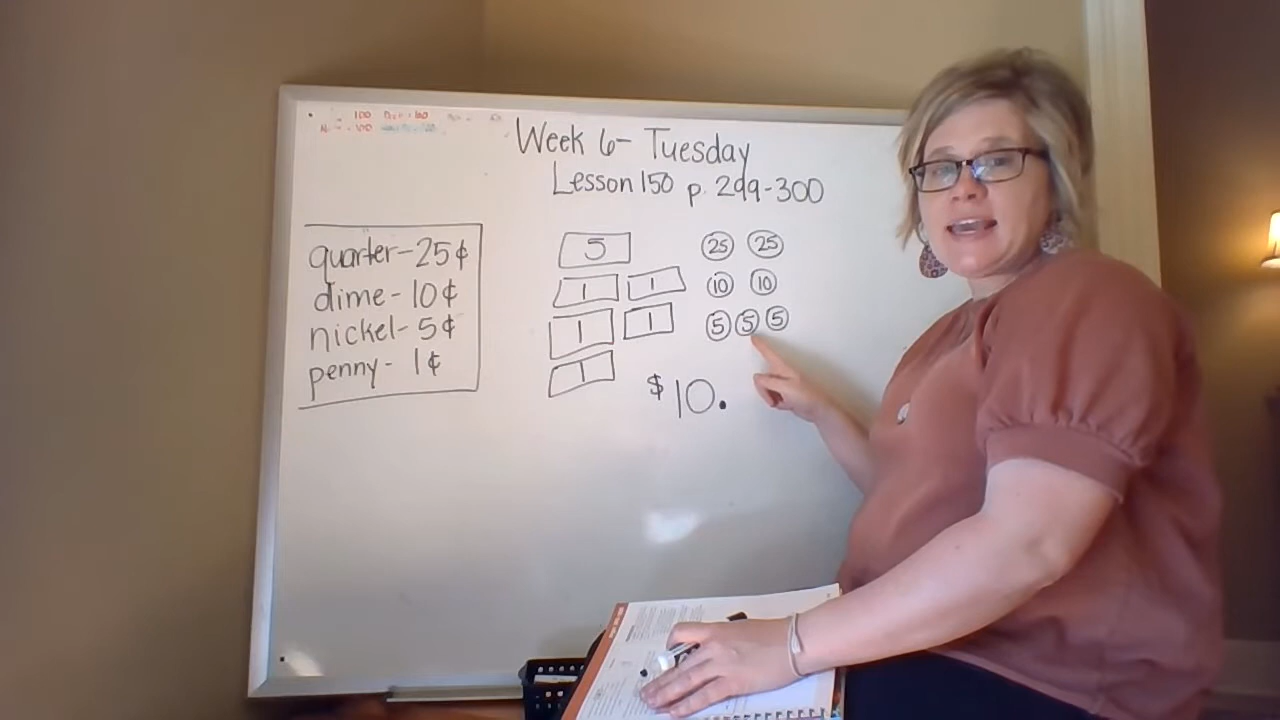 Week 6- Tuesday
Lesson 150 p. 299-300
quarter- 25¢
dime- 10¢
nickel- 5¢
penny- 1¢
5
1 1
1 1
1
25 25
10 10
5 5 5
$10.